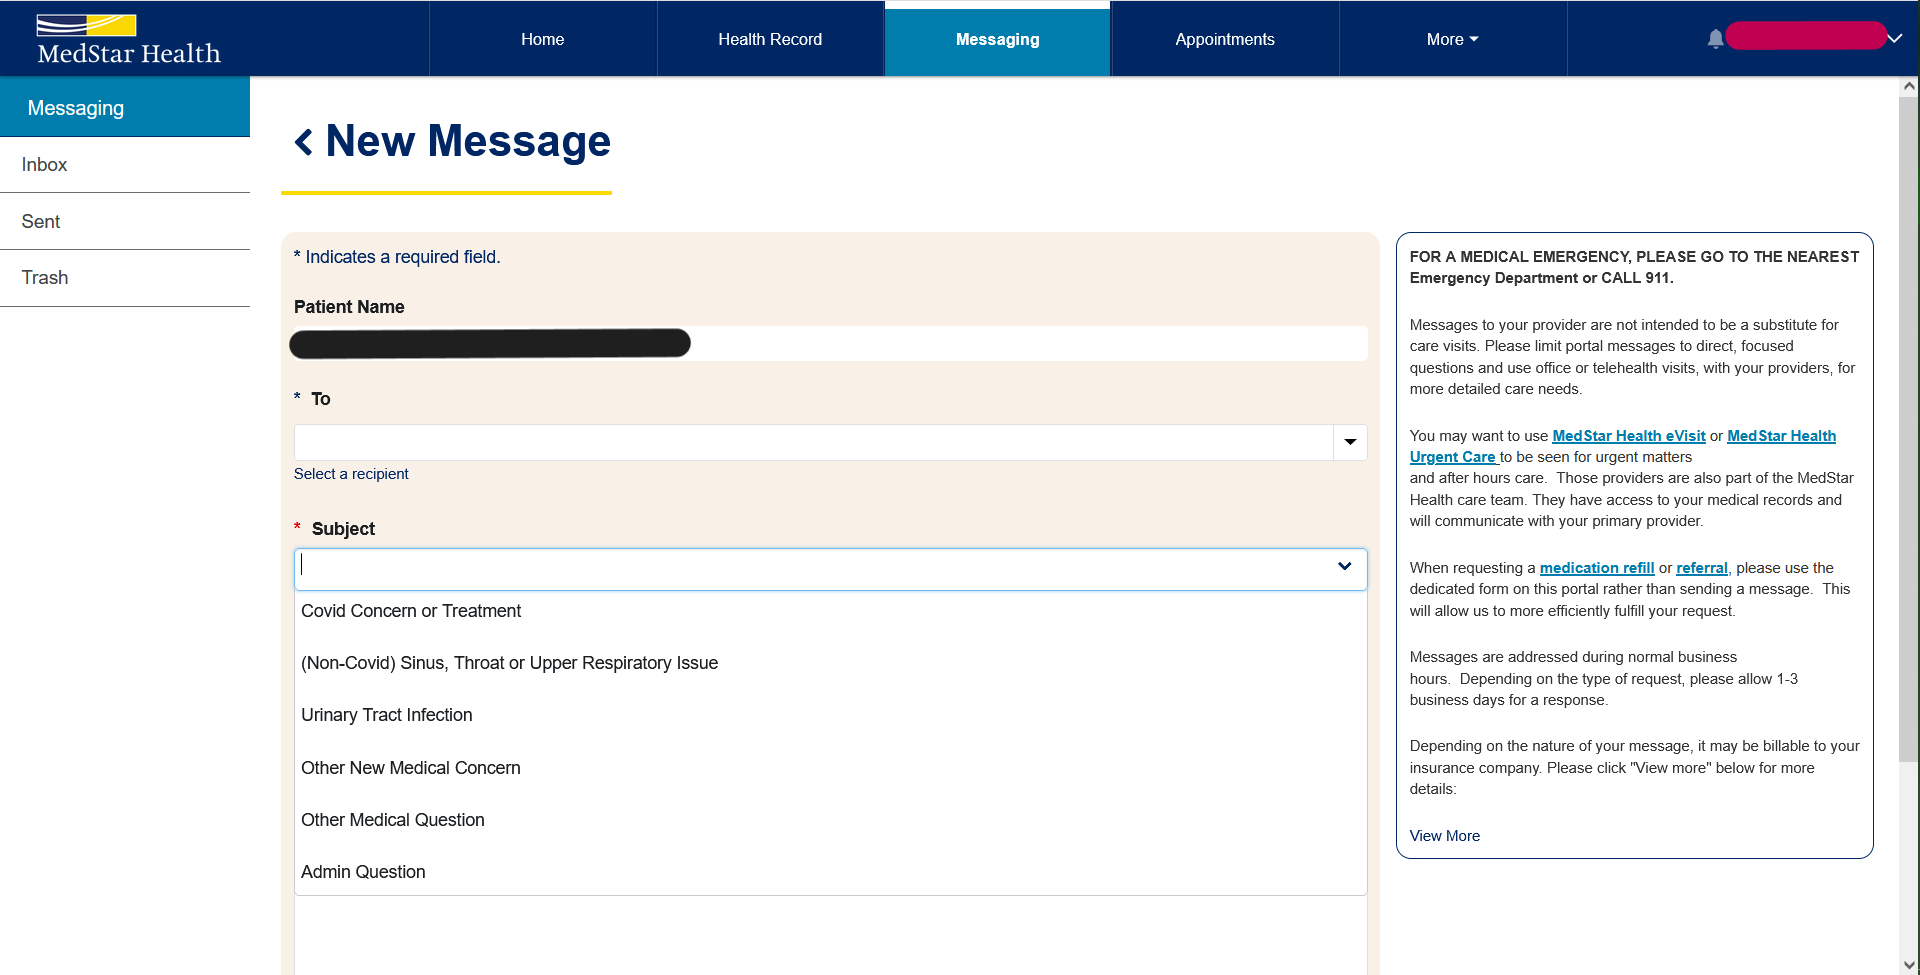 MedStar Health
Home
Health Record
Messaging
Appointments
More
Messaging
Inbox
Sent
Trash
New Message
* Indicates a required field.
Patient Name
* To
Select a recipient
* Subject
Covid Concern or Treatment
(Non-Covid) Sinus, Throat or Upper Respiratory Issue
Urinary Tract Infection
Other New Medical Concern
Other Medical Question
Admin Question
FOR A MEDICAL EMERGENCY, PLEASE GO TO THE NEAREST
Emergency Department or CALL 911.
Messages to your provider are not intended to be a substitute for
care visits. Please limit portal messages to direct, focused
questions and use office or telehealth visits, with your providers, for
more detailed care needs.
You may want to use MedStar Health eVisit or MedStar Health
Urgent Care to be seen for urgent matters
and after hours care.  Those providers are also part of the MedStar
Health care team. They have access to your medical records and
will communicate with your primary provider.
When requesting a medication refill or referral, please use the
dedicated form on this portal rather than sending a message.  This
will allow us to more efficiently fulfill your request.
Messages are addressed during normal business
hours.  Depending on the type of request, please allow 1-3
business days for a response.
Depending on the nature of your message, it may be billable to your
insurance company. Please click "View more" below for more
details:
View More